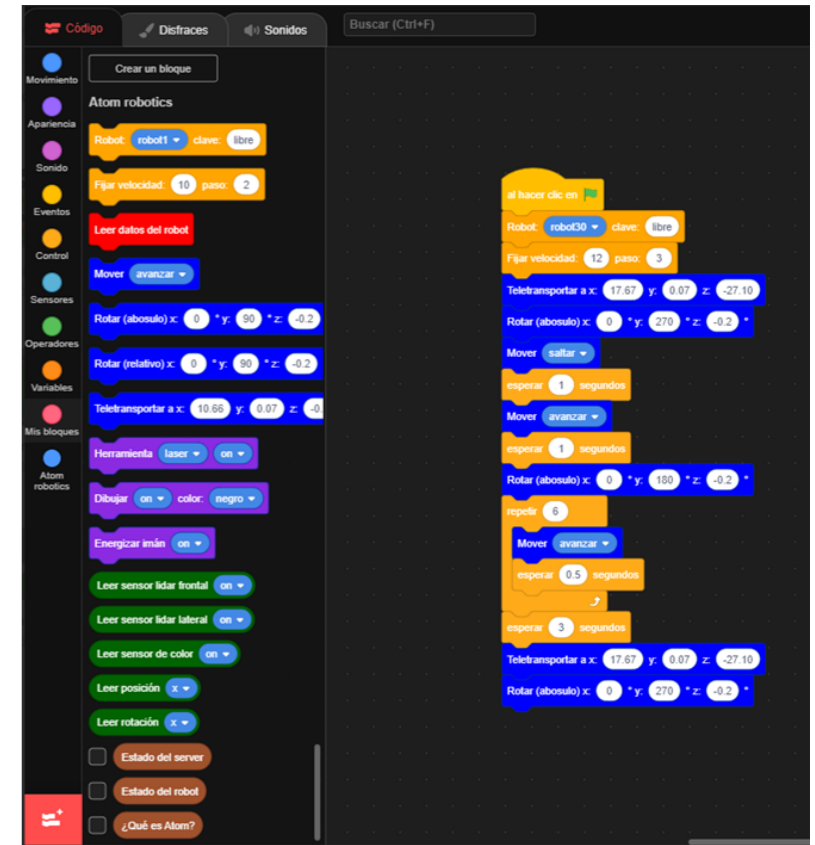 Código Disfraces Sonidos Buscar (Ctrl+F)
Movimiento
Apariencia
Sonido
Eventos
Control
Sensores
Operadores
Variables
Mis bloques
Atom
robotics
Crear un bloque
Atom robotics
Robot: robot1 clave: libre
Fijar velocidad: 10 paso: 2
Leer datos del robot
Mover avanzar
Rotar (abosulo) x: 0 ° y: 90 ° z: -0.2
Rotar (relativo) x: 0 ° y: 90 ° z: -0.2
Teletransportar a x: 10.66 y: 0.07 z: -0.
Herramienta laser on
Dibujar on color: negro
Energizar imán on
Leer sensor lidar frontal on
Leer sensor lidar lateral on
Leer sensor de color on
Leer posición x
Leer rotación x
Estado del server
Estado del robot
¿Qué es Atom?
al hacer clic en
Robot: robot30 clave: libre
Fijar velocidad: 12 paso: 3
Teletransportar a x: 17.67 y: 0.07 z: -27.10
Rotar (abosulo) x: 0 ° y: 270 ° z: -0.2 °
Mover saltar
esperar 1 segundos
Mover avanzar
esperar 1 segundos
Rotar (abosulo) x: 0 ° y: 180 ° z: -0.2 °
repetir 6
Mover avanzar
esperar 0.5 segundos
esperar 3 segundos
Teletransportar a x: 17.67 y: 0.07 z: -27.10
Rotar (abosulo) x: 0 ° y: 270 ° z: -0.2 °